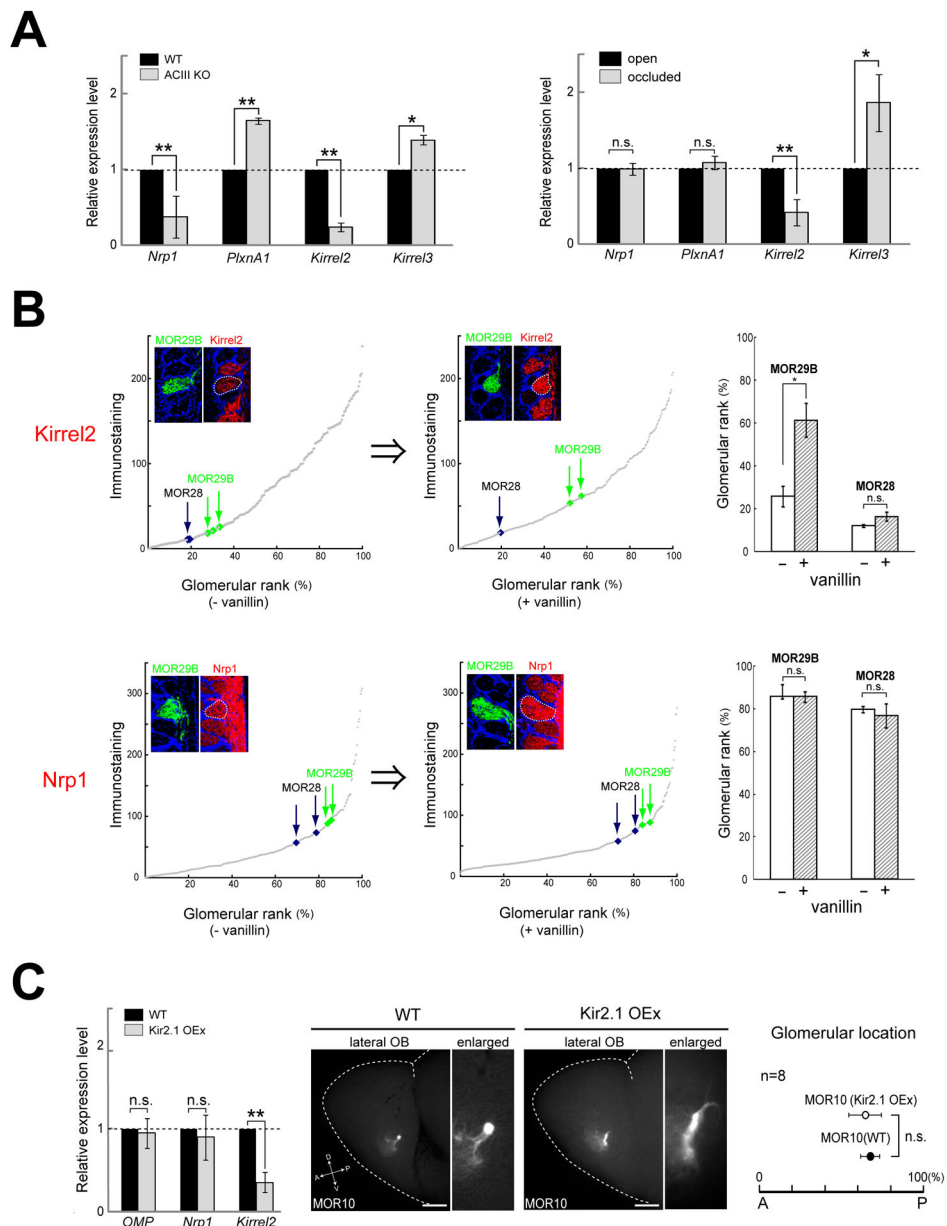 A
WT
ACIII KO
Relative expression level
2
1
0
**
**
**
*
Nrp1
PlxnA1
Kirrel2
Kirrel3
open
occluded
Relative expression level
2
1
0
n.s.
n.s.
**
*
Nrp1
PlxnA1
Kirrel2
Kirrel3
B
Kirrel2
MOR29B
Kirrel2
Immunostaining
200
100
0
MOR28
MOR29B
20
40
60
80
100
Glomerular rank (%)
(- vanillin)
⇒
MOR29B
Kirrel2
Immunostaining
200
100
0
MOR28
MOR29B
20
40
60
80
100
Glomerular rank (%)
(+ vanillin)
Glomerular rank (%)
100
80
60
40
20
0
MOR29B
*
MOR28
n.s.
– + – +
vanillin
Nrp1
MOR29B
Nrp1
Immunostaining
300
200
100
0
MOR28
MOR29B
20
40
60
80
100
Glomerular rank (%)
(- vanillin)
⇒
MOR29B
Nrp1
Immunostaining
300
200
100
0
MOR28
MOR29B
20
40
60
80
100
Glomerular rank (%)
(+ vanillin)
Glomerular rank (%)
100
80
60
40
20
0
MOR29B
n.s.
MOR28
n.s.
– + – +
vanillin
C
WT
Kir2.1 OEx
Relative expression level
2
1
0
n.s.
n.s.
**
OMP
Nrp1
Kirrel2
WT
lateral OB
enlarged
D
A
P
V
MOR10
Kir2.1 OEx
lateral OB
enlarged
MOR10
Glomerular location
n=8
MOR10 (Kir2.1 OEx)
MOR10(WT)
n.s.
0
100(%)
A
P